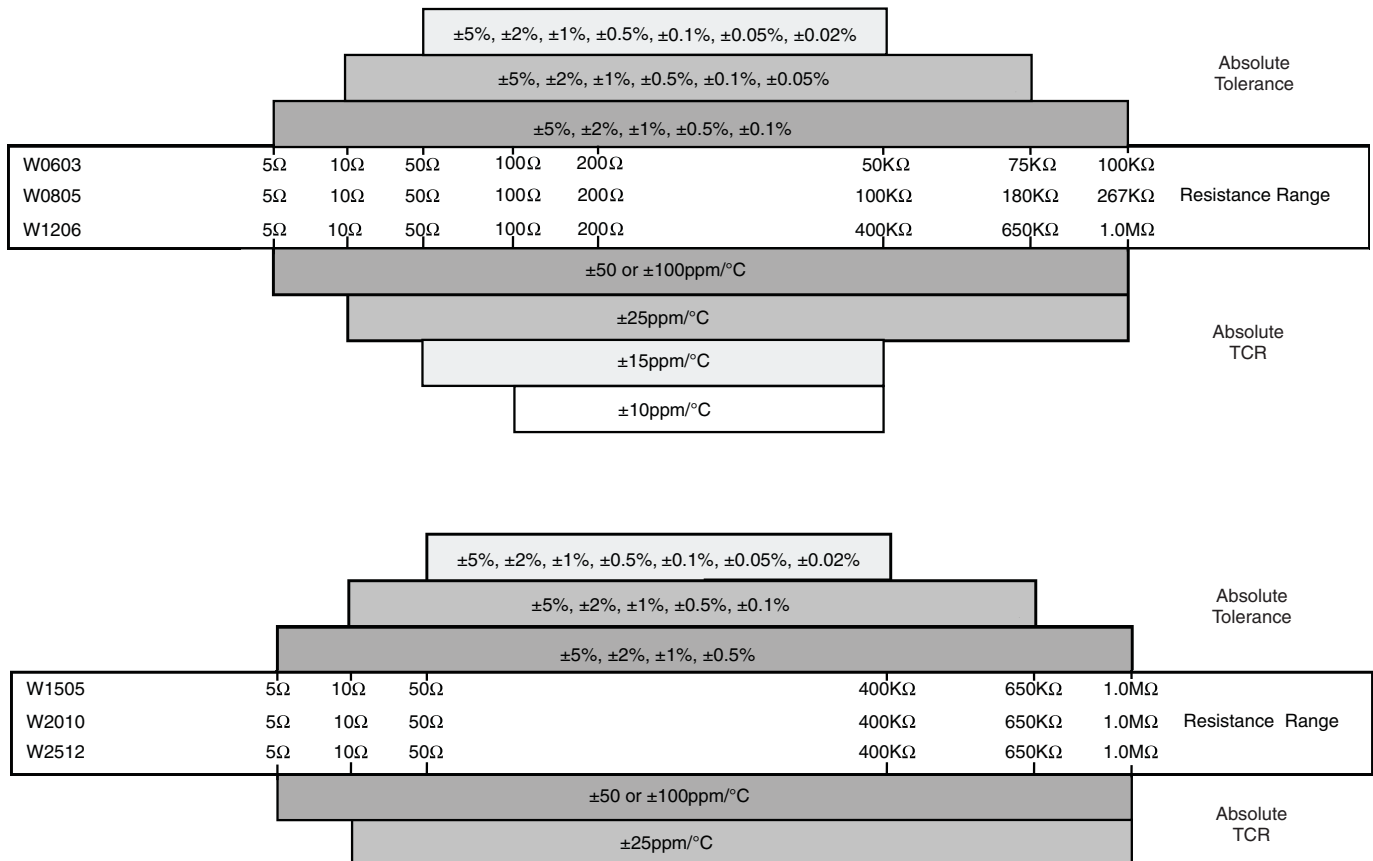 ±5%, ±2%, ±1%, ±0.5%, ±0.1%, ±0.05%, ±0.02%
±5%, ±2%, ±1%, ±0.5%, ±0.1%, ±0.05%
Absolute
Tolerance
±5%, ±2%, ±1%, ±0.5%, ±0.1%
W0603 5Ω 10Ω 50Ω 100Ω 200Ω 50KΩ 75KΩ 100KΩ
W0805 5Ω 10Ω 50Ω 100Ω 200Ω 100KΩ 180KΩ 267KΩ Resistance Range
W1206 5Ω 10Ω 50Ω 100Ω 200Ω 400KΩ 650KΩ 1.0MΩ
±50 or ±100ppm/°C
±25ppm/°C
Absolute
TCR
±15ppm/°C
±10ppm/°C
±5%, ±2%, ±1%, ±0.5%, ±0.1%, ±0.05%, ±0.02%
±5%, ±2%, ±1%, ±0.5%, ±0.1%
Absolute
Tolerance
±5%, ±2%, ±1%, ±0.5%
W1505 5Ω 10Ω 50Ω 400KΩ 650KΩ 1.0MΩ
W2010 5Ω 10Ω 50Ω 400KΩ 650KΩ 1.0MΩ Resistance Range
W2512 5Ω 10Ω 50Ω 400KΩ 650KΩ 1.0MΩ
±50 or ±100ppm/°C
Absolute
TCR
±25ppm/°C